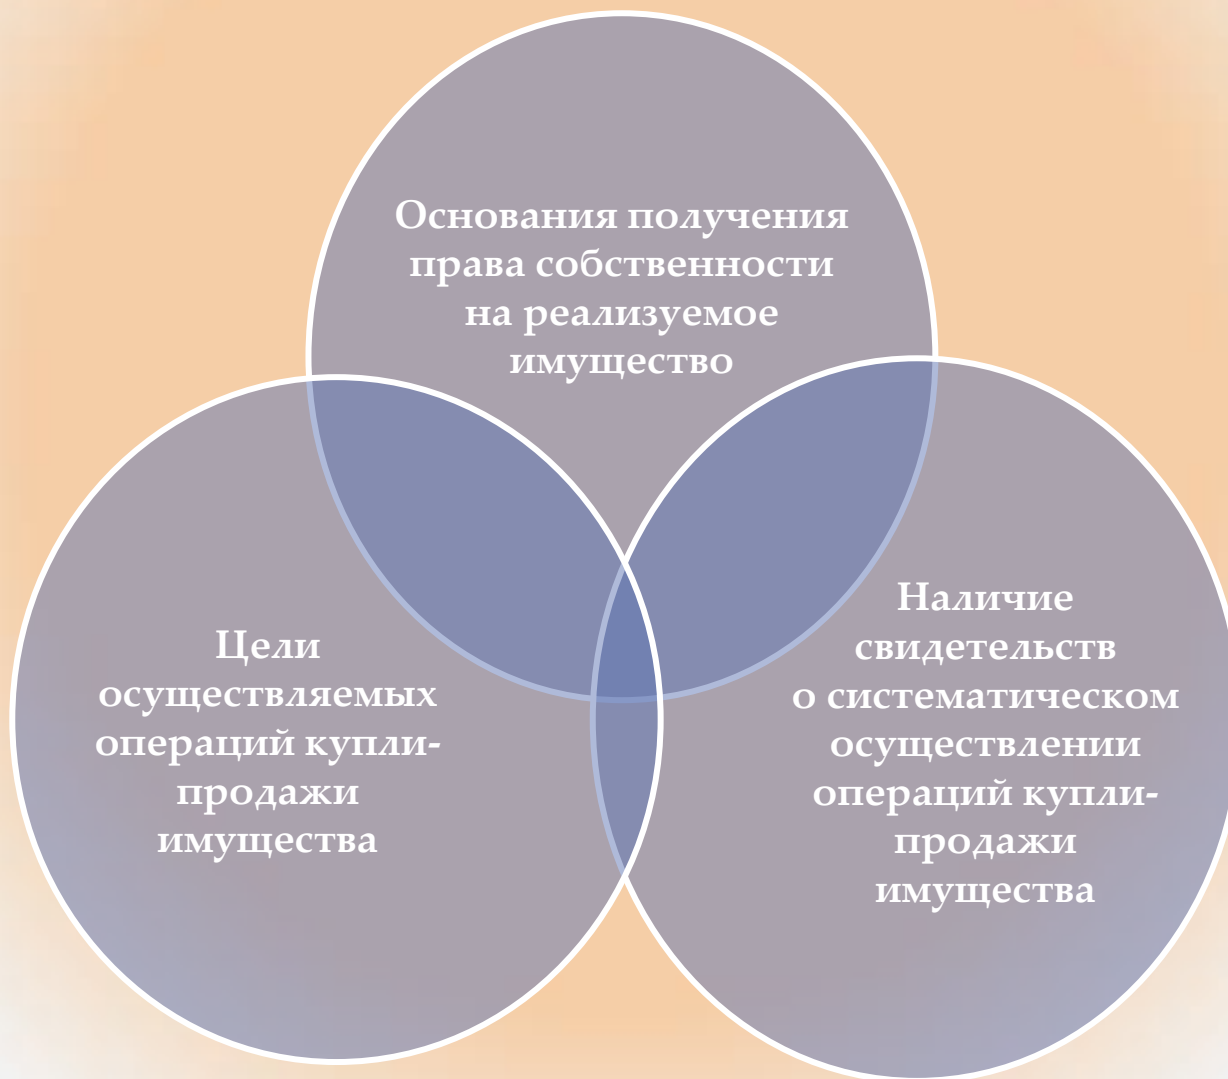 Основания получения
права собственности
на реализуемое
имущество
Цели
осуществляемых
операций купли-
продажи
имущества
Наличие
свидетельств
о систематическом
осуществлении
операций купли-
продажи
имущества